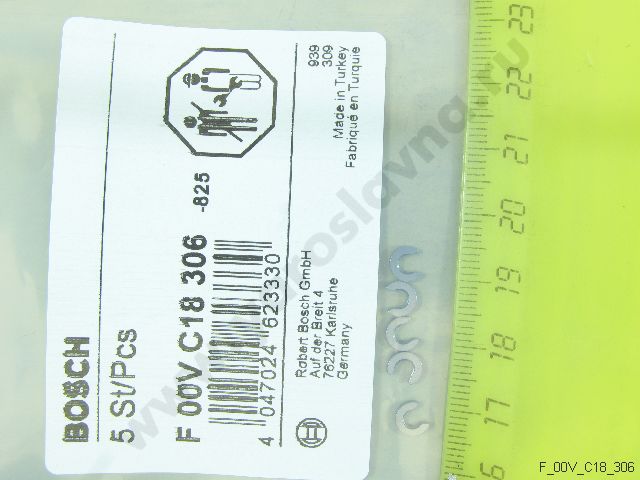 BOSCH
5 St/Pcs
F 00V C18 306
-825
4 047024 623330
939
309
Made in Turkey
Fabriqué en Turquie
Robert Bosch GmbH
Auf der Breit 4
76227 Karlsruhe
Germany
23
22
21
20
19
18
17
6
F_00V_C18_306